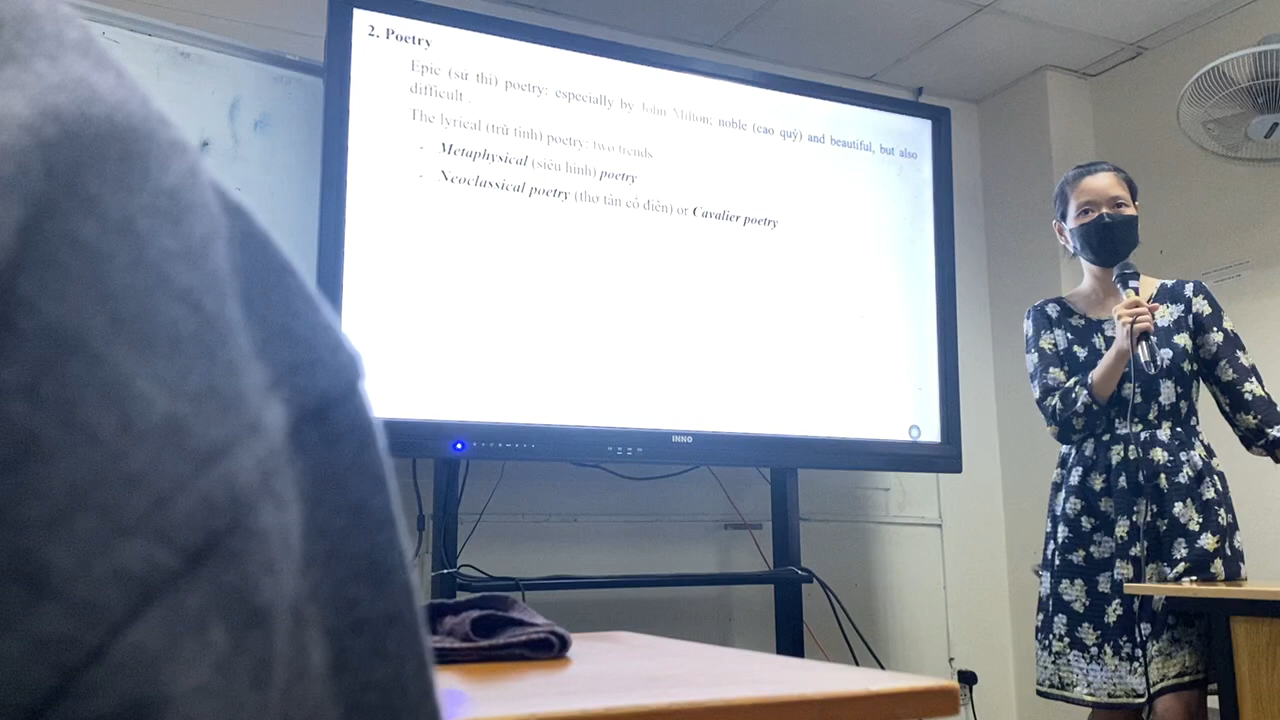 2. Poetry
Epic (sử thi) poetry: especially by John Milton; noble (cao quý) and beautiful, but also
difficult .
The lyrical (trữ tình) poetry: two trends
- Metaphysical (siêu hình) poetry
- Neoclassical poetry (thơ tân cổ điển) or Cavalier poetry
INNO